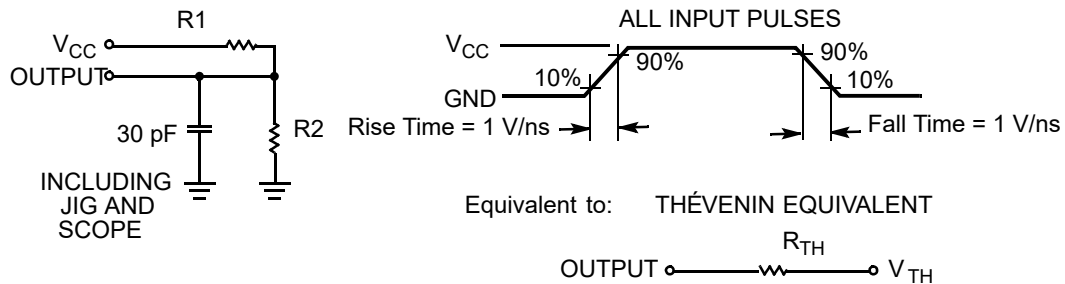 R1
VCC
OUTPUT
30 pF
R2
INCLUDING
JIG AND
SCOPE
ALL INPUT PULSES
VCC
GND
10%
90%
90%
10%
Rise Time = 1 V/ns
Fall Time = 1 V/ns
Equivalent to: THÉVENIN EQUIVALENT
RTH
OUTPUT
VTH